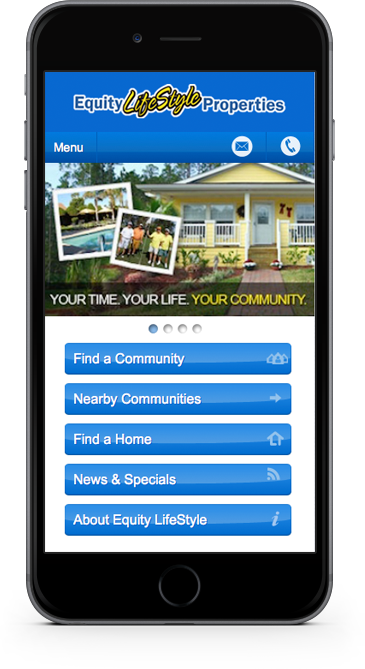 Equity LifeStyle Properties
Menu
YOUR TIME. YOUR LIFE. YOUR COMMUNITY.
Find a Community
Nearby Communities
Find a Home
News & Specials
About Equity LifeStyle